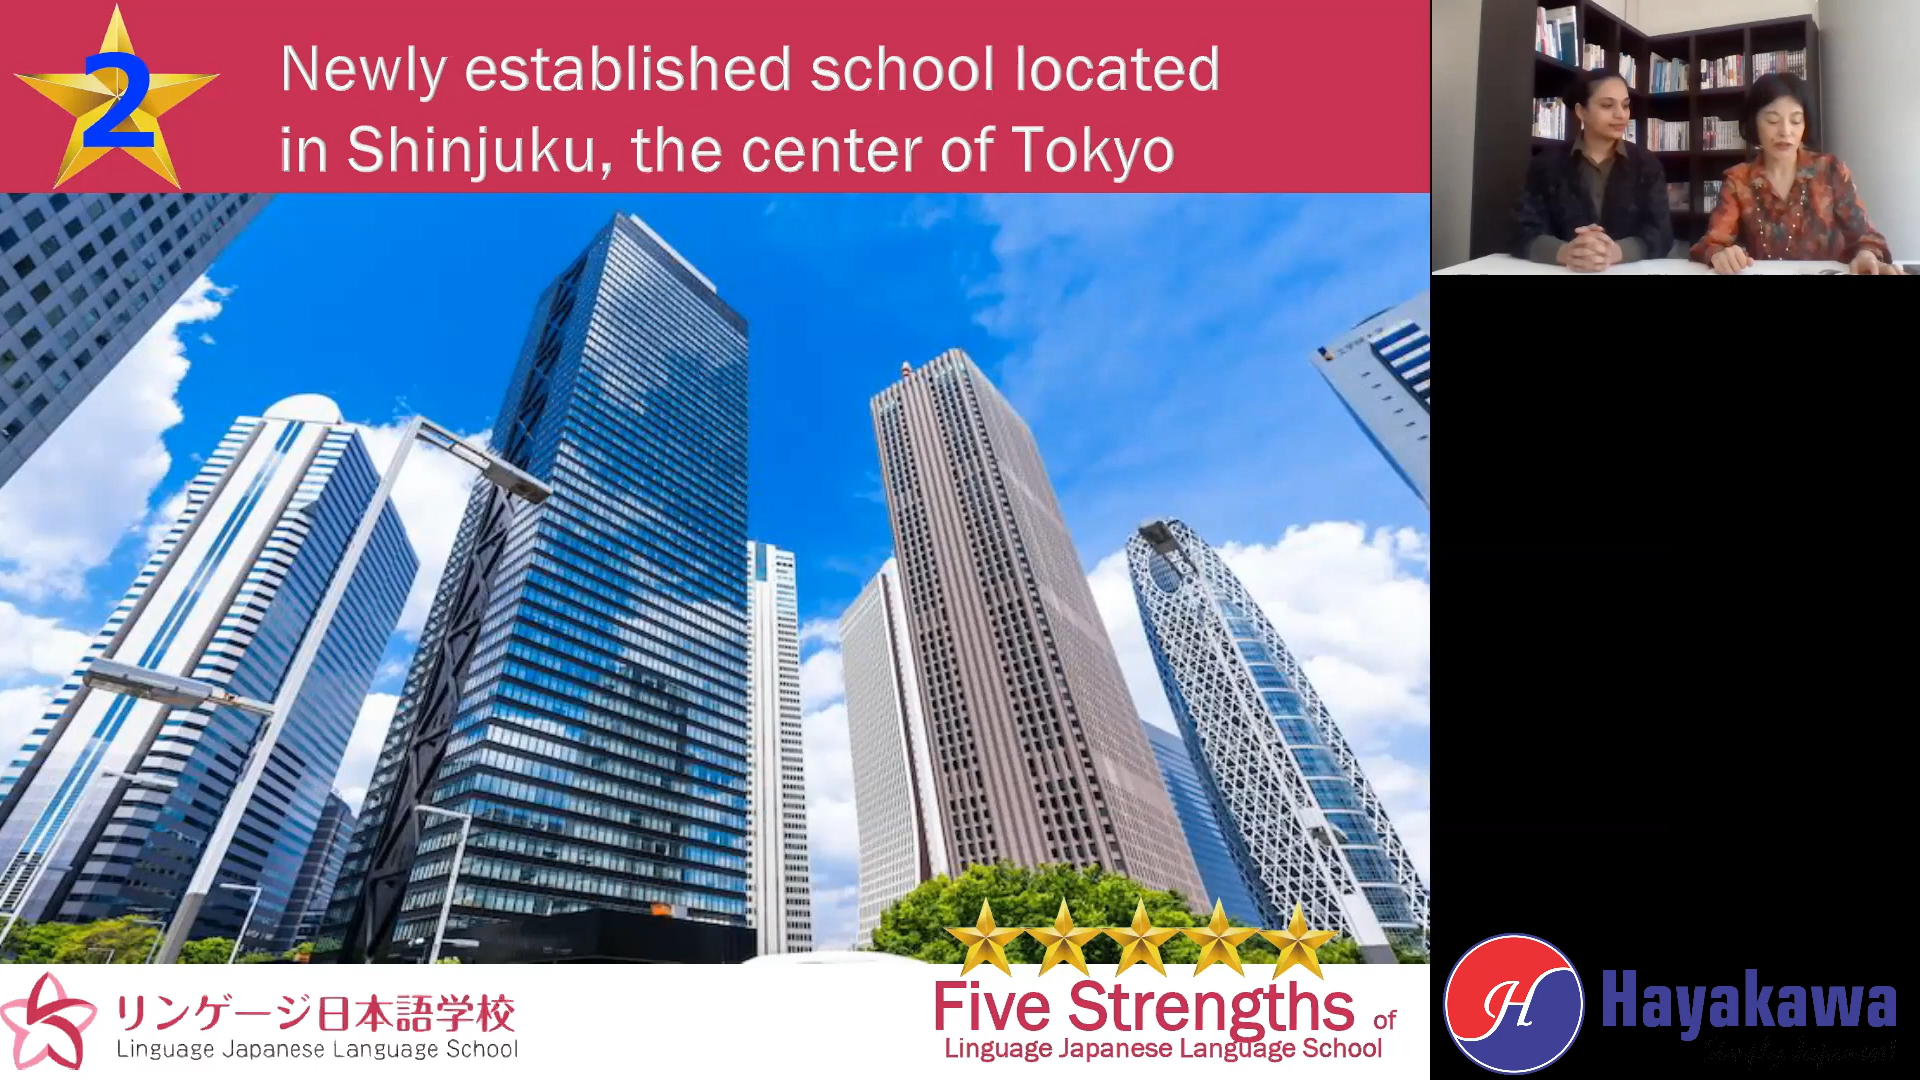 2
Newly established school located
in Shinjuku, the center of Tokyo
リンゲージ日本語学校
Linguage Japanese Language School
Five Strengths of
Linguage Japanese Language School
H
Hayakawa